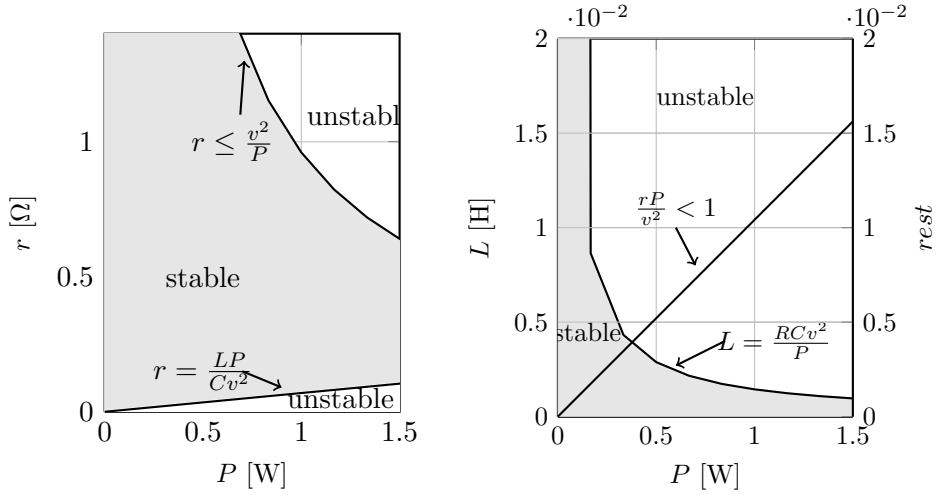 unstabl
r ≤ v²/P
1
r [Ω]
0.5
stable
r = LP/Cv²
unstable
0
0 0.5 1 1.5
P [W]
·10⁻² ·10⁻²
2 2
unstable
1.5 1.5
rP/v² < 1
1 1
L [H]
rest
0.5 0.5
stable
L = RCv²/P
0 0
0 0.5 1 1.5
P [W]